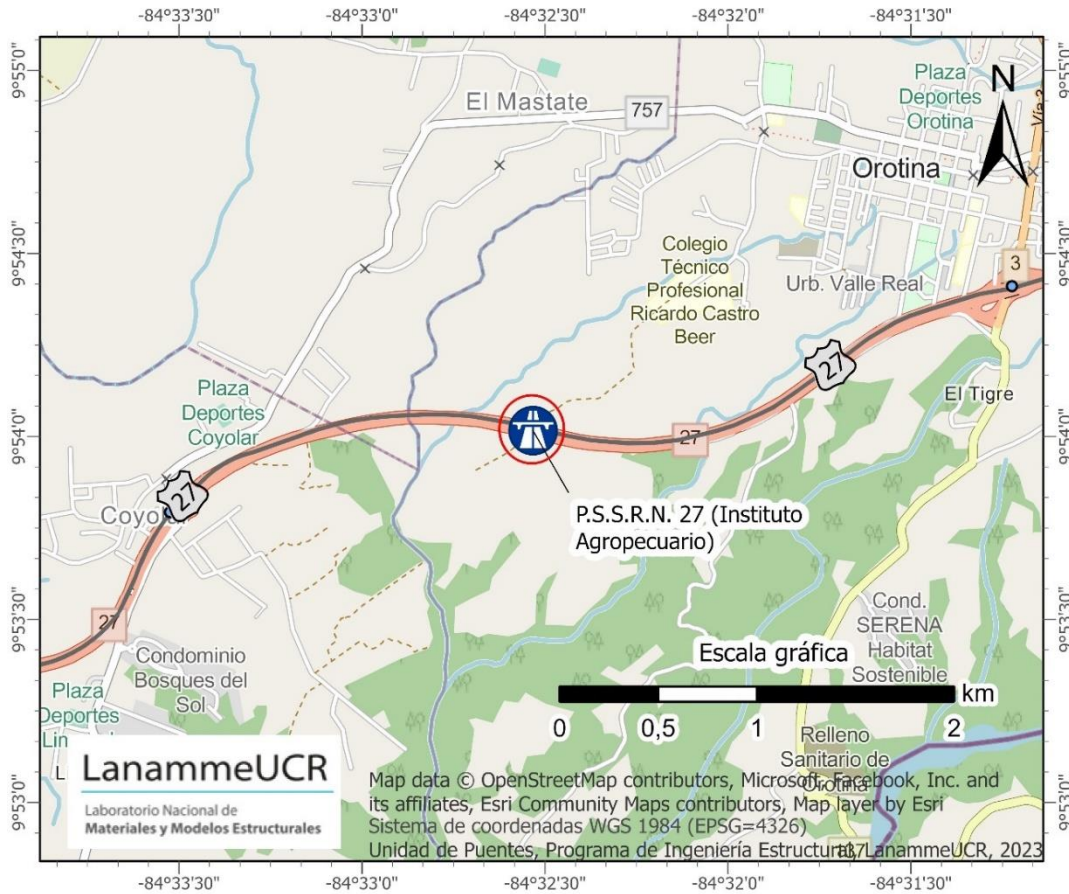 -84°33'30"
-84°33'0"
-84°32'30"
-84°32'0"
-84°31'30"
9°55'0"
9°55'0"
Plaza
Deportes
Orotina
N
El Mastate
757
Vía 3
Orotina
9°54'30"
9°54'30"
Colegio
Técnico
Profesional
Ricardo Castro
Beer
3
Urb. Valle Real
27
Plaza
Deportes
Coyolar
El Tigre
9°54'0"
9°54'0"
27
27
P.S.S.R.N. 27 (Instituto
Agropecuario)
27
9°53'30"
9°53'30"
Cond.
SERENA
Habitat
Sostenible
Condominio
Bosques del
Sol
Escala gráfica
km
0 0,5 1 2
Plaza
Deportes
Relleno
Sanitario de
Orotina
LanammeUCR
Laboratorio Nacional de
Materiales y Modelos Estructurales
9°53'0"
9°53'0"
Map data © OpenStreetMap contributors, Microsoft, Facebook, Inc. and
its affiliates, Esri Community Maps contributors, Map layer by Esri
Sistema de coordenadas WGS 1984 (EPSG=4326)
Unidad de Puentes, Programa de Ingeniería Estructural, LanammeUCR, 2023
-84°33'30"
-84°33'0"
-84°32'30"
-84°32'0"
-84°31'30"